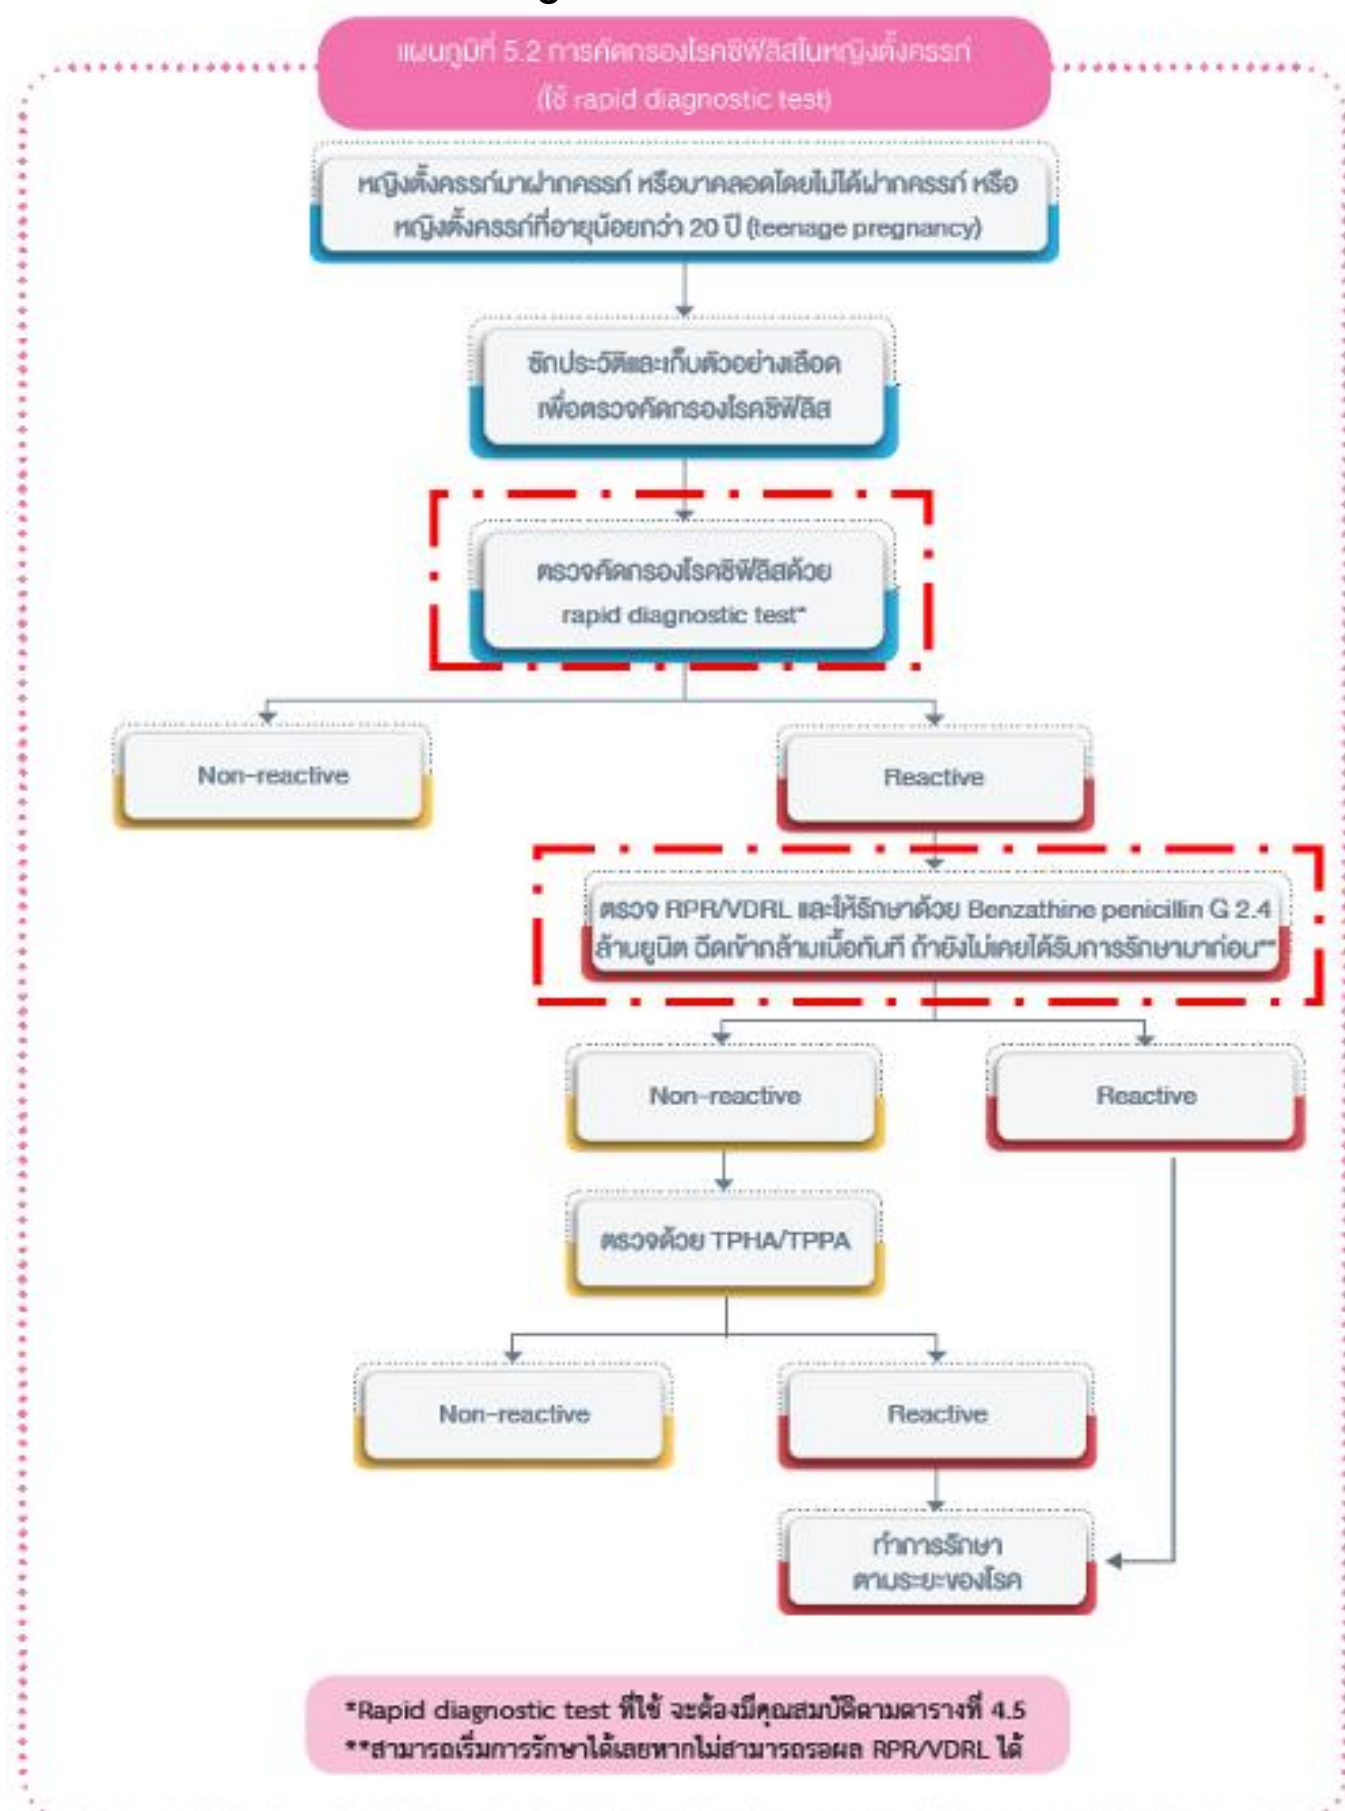 แผนภูมิที่ 5.2 การคัดกรองโรคซิฟิลิสในหญิงตั้งครรภ์
(ใช้ rapid diagnostic test)
หญิงตั้งครรภ์มาฝากครรภ์ หรือมาคลอดโดยไม่ได้ฝากครรภ์ หรือ
หญิงตั้งครรภ์ที่อายุน้อยกว่า 20 ปี (teenage pregnancy)
ซักประวัติและเก็บตัวอย่างเลือด
เพื่อตรวจคัดกรองโรคซิฟิลิส
ตรวจคัดกรองโรคซิฟิลิสด้วย
rapid diagnostic test*
Non-reactive
Reactive
ตรวจ RPR/VDRL และให้รักษาด้วย Benzathine penicillin G 2.4
ล้านยูนิต ฉีดเข้ากล้ามเนื้อทันที ถ้ายังไม่เคยได้รับการรักษามาก่อน**
Non-reactive
Reactive
ตรวจด้วย TPHA/TPPA
Non-reactive
Reactive
ทำการรักษา
ตามระยะของโรค
*Rapid diagnostic test ที่ใช้ จะต้องมีคุณสมบัติตามตารางที่ 4.5
**สามารถเริ่มการรักษาได้เลยหากไม่สามารถรอผล RPR/VDRL ได้